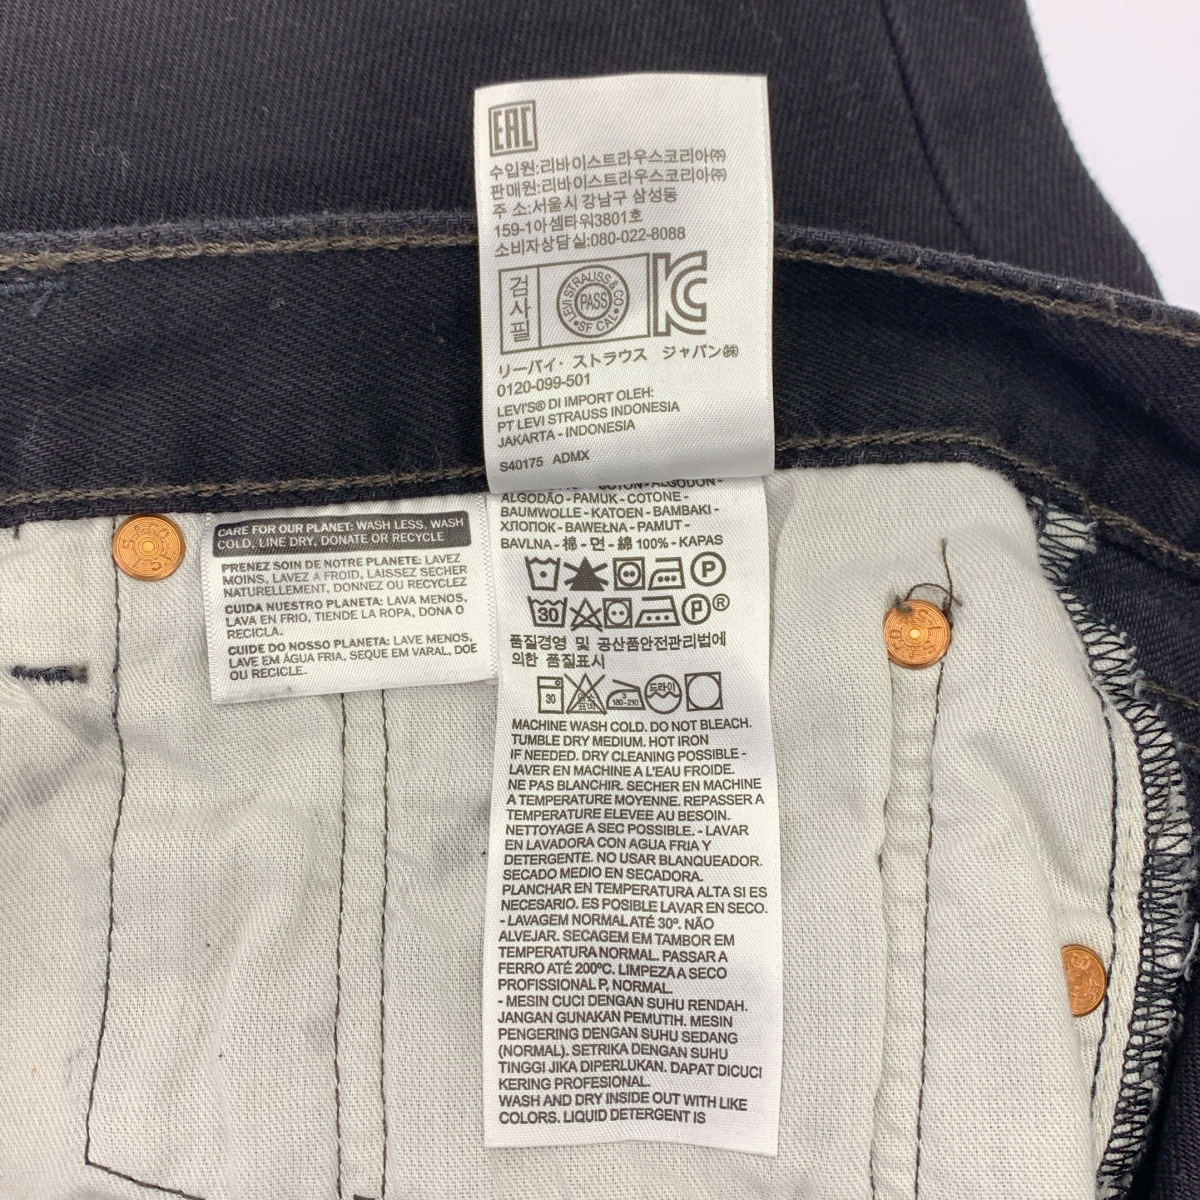 EAC
수입원:리바이스트라우스코리아㈜
판매원:리바이스트라우스코리아㈜
주 소:서울시 강남구 삼성동
159-1아셈타워3801호
소비자상담실:080-022-8088
검사필
LEVI STRAUSS & CO
PASS
SF CAL
KC
リーバイ・ストラウス ジャパン㈱
0120-099-501
LEVI'S® DI IMPORT OLEH:
PT LEVI STRAUSS INDONESIA
JAKARTA - INDONESIA
S40175 ADMX
COTON - ALGODON -
ALGODÃO - PAMUK - COTONE -
BAUMWOLLE - KATOEN - BAMBAKI -
ХЛОПОК - BAWEŁNA - PAMUT -
BAVLNA - 棉 - 면 - 綿 100% - KAPAS
P
30 P®
품질경영 및 공산품안전관리법에
의한 품질표시
30 180-210 드라이
MACHINE WASH COLD. DO NOT BLEACH.
TUMBLE DRY MEDIUM. HOT IRON
IF NEEDED. DRY CLEANING POSSIBLE -
LAVER EN MACHINE A L'EAU FROIDE.
NE PAS BLANCHIR. SECHER EN MACHINE
A TEMPERATURE MOYENNE. REPASSER A
TEMPERATURE ELEVEE AU BESOIN.
NETTOYAGE A SEC POSSIBLE. - LAVAR
EN LAVADORA CON AGUA FRIA Y
DETERGENTE. NO USAR BLANQUEADOR.
SECADO MEDIO EN SECADORA.
PLANCHAR EN TEMPERATURA ALTA SI ES
NECESARIO. ES POSIBLE LAVAR EN SECO.
- LAVAGEM NORMAL ATÉ 30º. NÃO
ALVEJAR. SECAGEM EM TAMBOR EM
TEMPERATURA NORMAL. PASSAR A
FERRO ATÉ 200ºC. LIMPEZA A SECO
PROFISSIONAL P, NORMAL.
- MESIN CUCI DENGAN SUHU RENDAH.
JANGAN GUNAKAN PEMUTIH. MESIN
PENGERING DENGAN SUHU SEDANG
(NORMAL). SETRIKA DENGAN SUHU
TINGGI JIKA DIPERLUKAN. DAPAT DICUCI
KERING PROFESIONAL.
WASH AND DRY INSIDE OUT WITH LIKE
COLORS. LIQUID DETERGENT IS
CARE FOR OUR PLANET: WASH LESS, WASH
COLD, LINE DRY, DONATE OR RECYCLE
PRENEZ SOIN DE NOTRE PLANETE: LAVEZ
MOINS, LAVEZ A FROID, LAISSEZ SECHER
NATURELLEMENT, DONNEZ OU RECYCLEZ
CUIDA NUESTRO PLANETA: LAVA MENOS,
LAVA EN FRIO, TIENDE LA ROPA, DONA O
RECICLA.
CUIDE DO NOSSO PLANETA: LAVE MENOS,
LAVE EM ÁGUA FRIA, SEQUE EM VARAL, DOE
OU RECICLE.